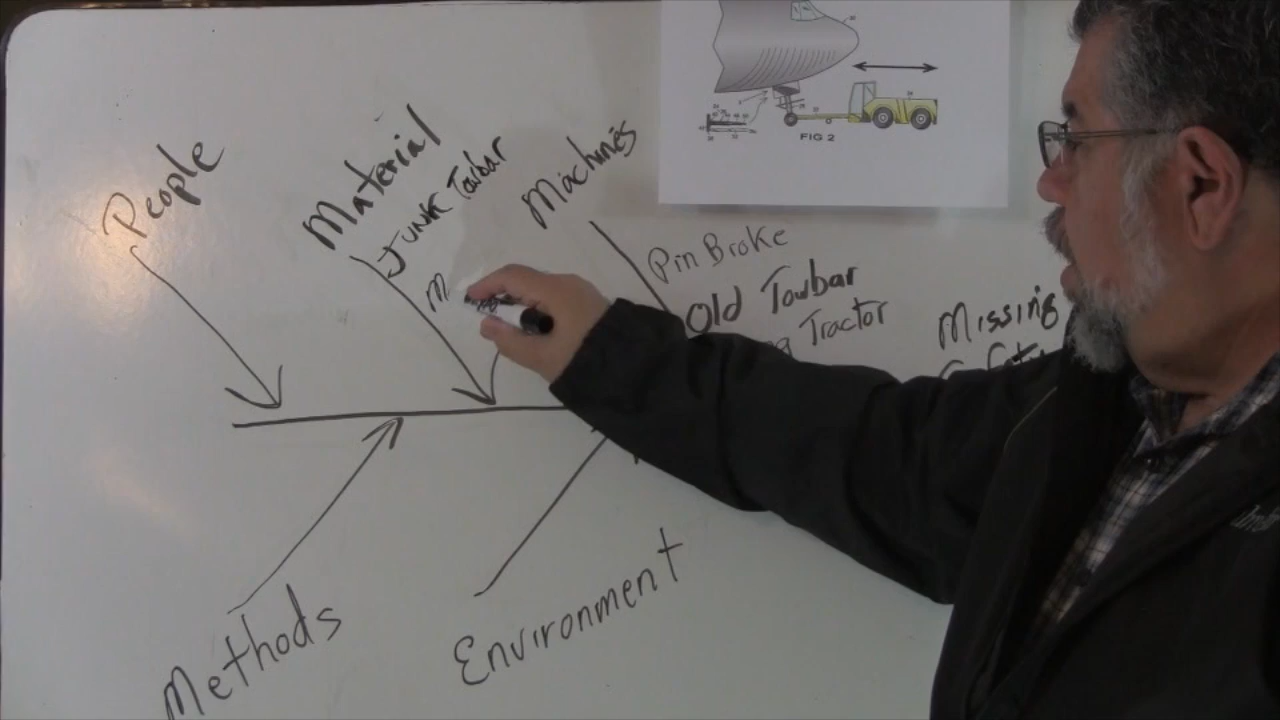 FIG 2
People
Material
JUNK Towbar
M
Machines
Pin Broke
Old Towbar
Tractor
Missing
Methods
Environment